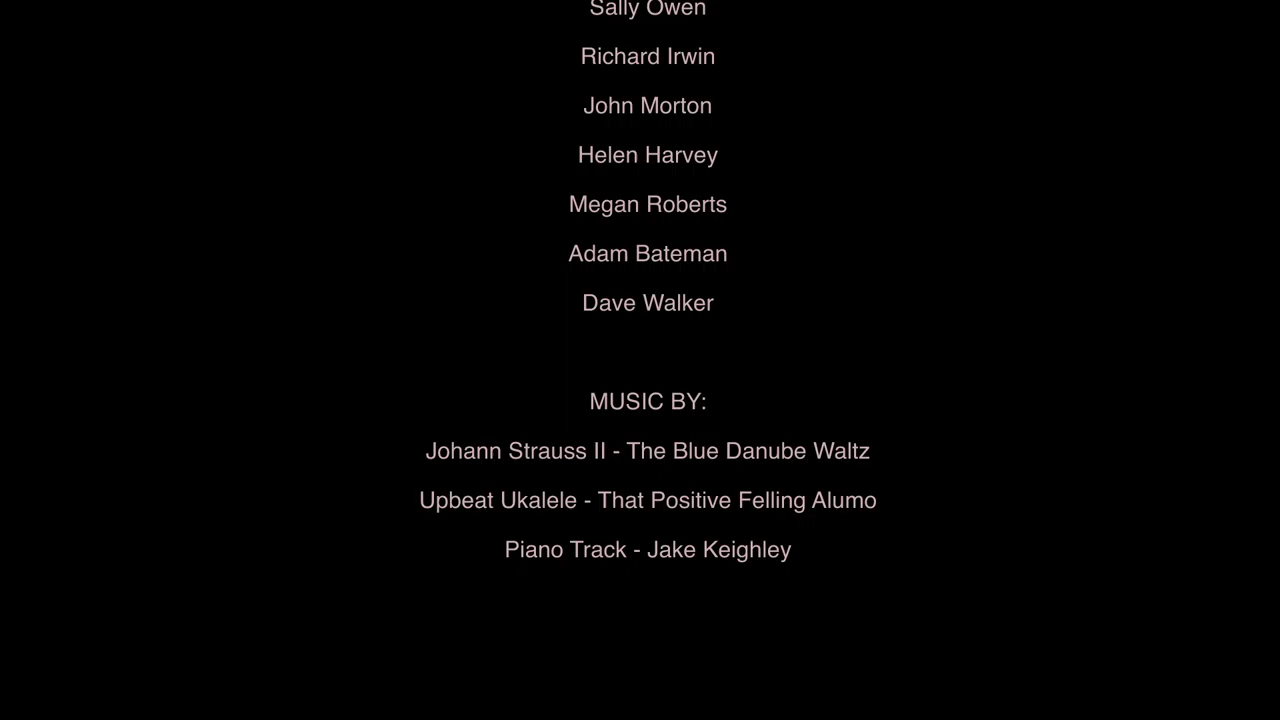 Sally Owen
Richard Irwin
John Morton
Helen Harvey
Megan Roberts
Adam Bateman
Dave Walker
MUSIC BY:
Johann Strauss II - The Blue Danube Waltz
Upbeat Ukalele - That Positive Felling Alumo
Piano Track - Jake Keighley